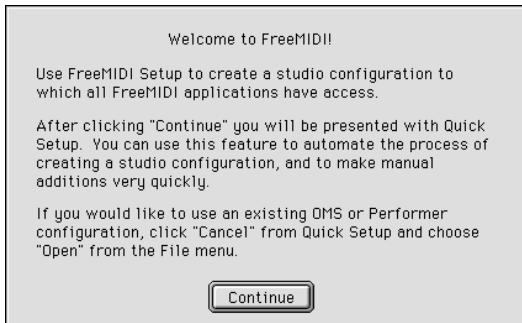 Welcome to FreeMIDI!
Use FreeMIDI Setup to create a studio configuration to
which all FreeMIDI applications have access.
After clicking "Continue" you will be presented with Quick
Setup. You can use this feature to automate the process of
creating a studio configuration, and to make manual
additions very quickly.
If you would like to use an existing OMS or Performer
configuration, click "Cancel" from Quick Setup and choose
"Open" from the File menu.
Continue